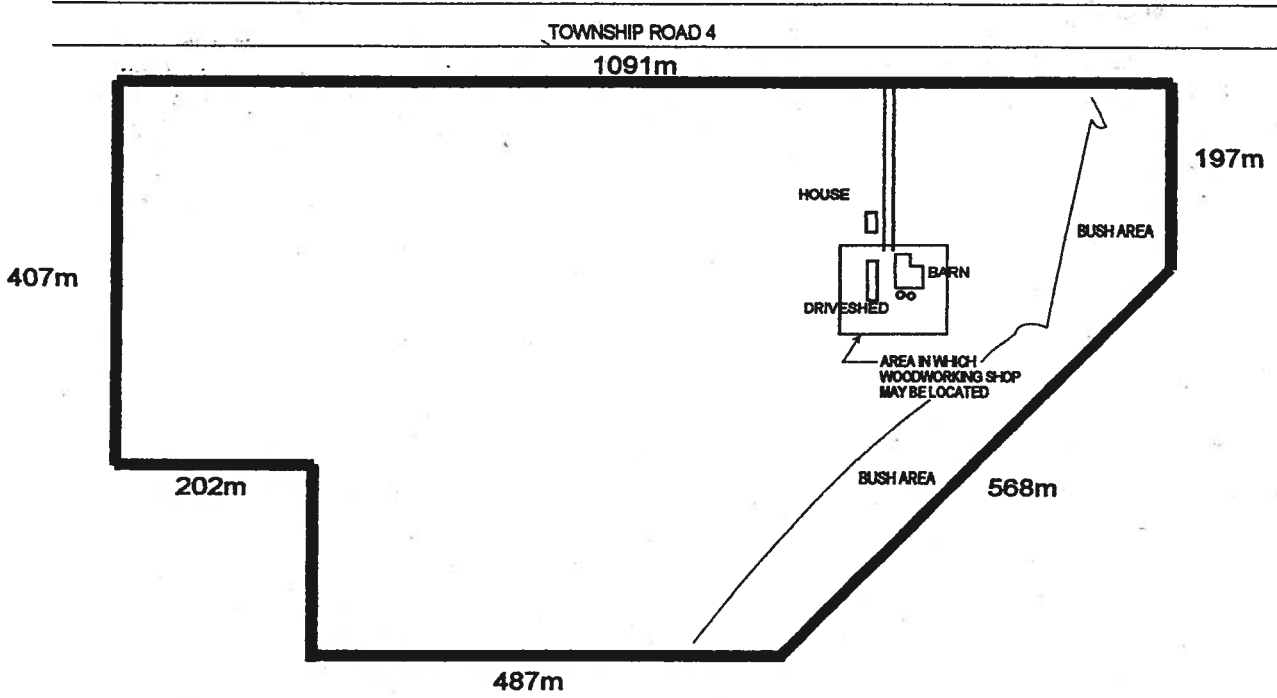 TOWNSHIP ROAD 4
1091m
197m
HOUSE
BUSH AREA
407m
BARN
DRIVESHED
AREA IN WHICH
WOODWORKING SHOP
MAY BE LOCATED
202m
BUSH AREA
568m
487m